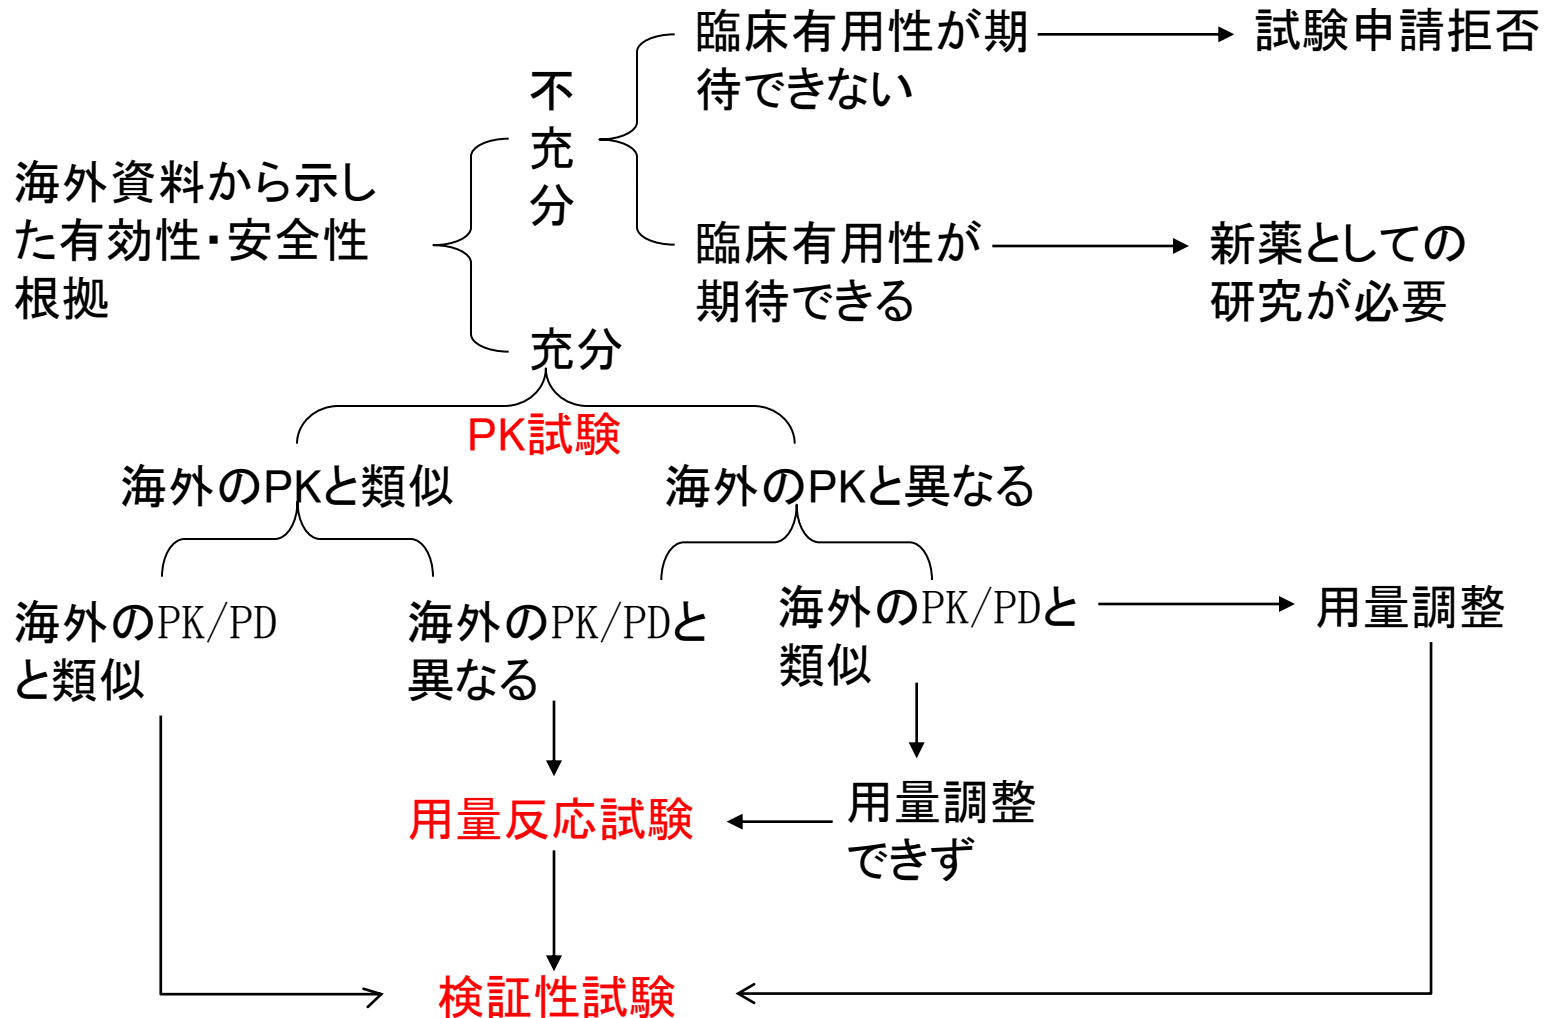 臨床有用性が期
待できない
試験申請拒否
不
充
分
海外資料から示し
た有効性・安全性
根拠
臨床有用性が
期待できる
新薬としての
研究が必要
充分
PK試験
海外のPKと類似
海外のPKと異なる
海外のPK/PD
と類似
海外のPK/PDと
異なる
海外のPK/PDと
類似
用量調整
用量反応試験
用量調整
できず
検証性試験